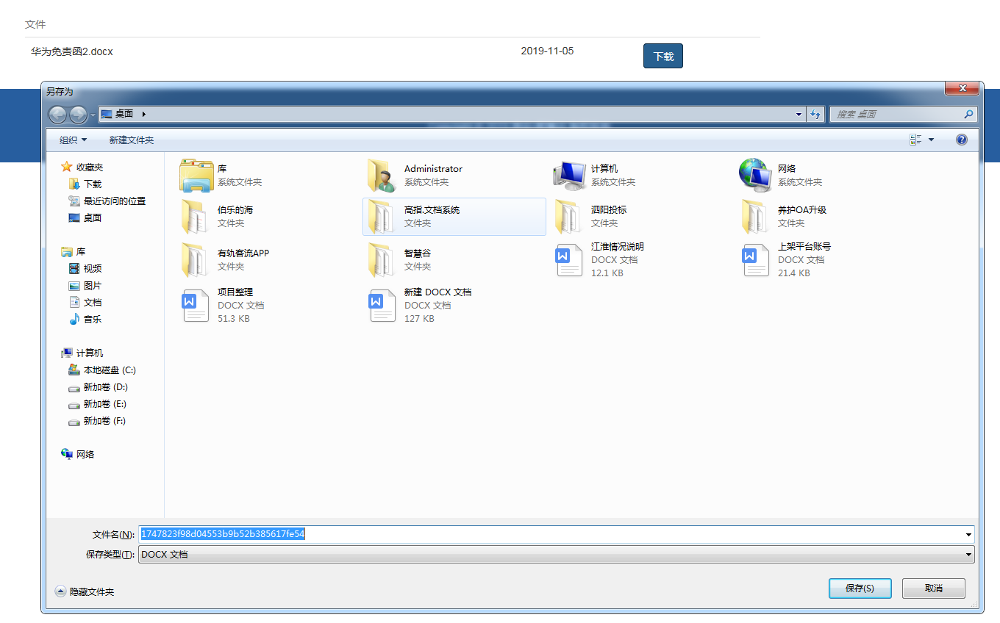 文件
华为免责函2.docx 2019-11-05 下载
另存为
桌面 搜索 桌面
组织 新建文件夹
收藏夹
下载
最近访问的位置
桌面
库
视频
图片
文档
音乐
计算机
本地磁盘 (C:)
新加卷 (D:)
新加卷 (E:)
新加卷 (F:)
网络
库
系统文件夹
Administrator
系统文件夹
计算机
系统文件夹
网络
系统文件夹
伯乐的海
文件夹
高指.文档系统
文件夹
泗阳投标
文件夹
养护OA升级
文件夹
有轨客流APP
文件夹
智慧谷
文件夹
江淮情况说明
DOCX 文档
12.1 KB
上架平台账号
DOCX 文档
21.4 KB
项目整理
DOCX 文档
51.3 KB
新建 DOCX 文档
DOCX 文档
127 KB
文件名(N): 1747823f98d04553b9b52b385617fe54
保存类型(T): DOCX 文档
隐藏文件夹 保存(S) 取消